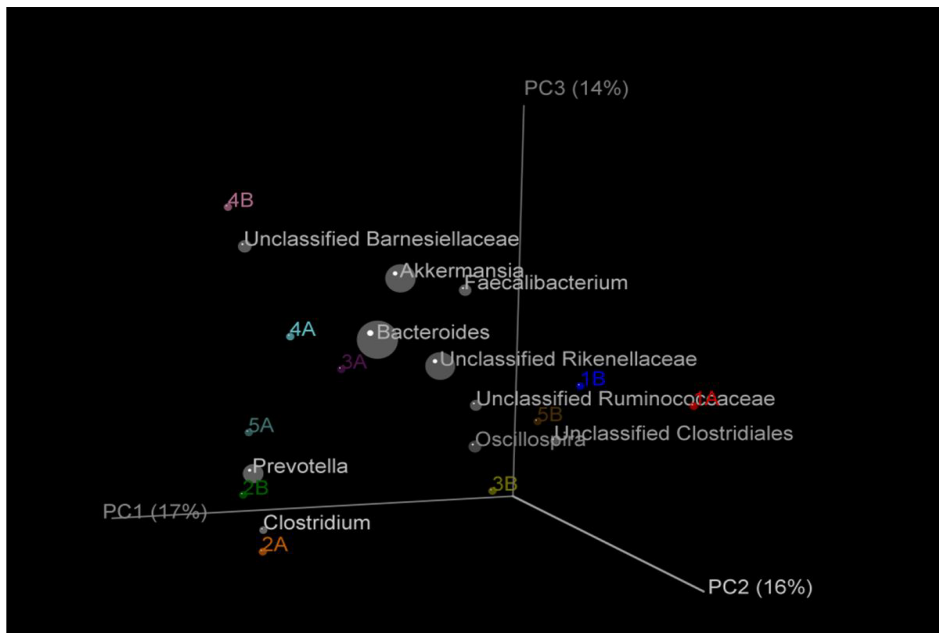 PC3 (14%)
4B
Unclassified Barnesiellaceae
Akkermansia
Faecalibacterium
4A
Bacteroides
3A
Unclassified Rikenellaceae
1B
Unclassified Ruminococcaceae
1A
5B
5A
Oscillospira
Unclassified Clostridiales
Prevotella
2B
3B
PC1 (17%)
Clostridium
2A
PC2 (16%)